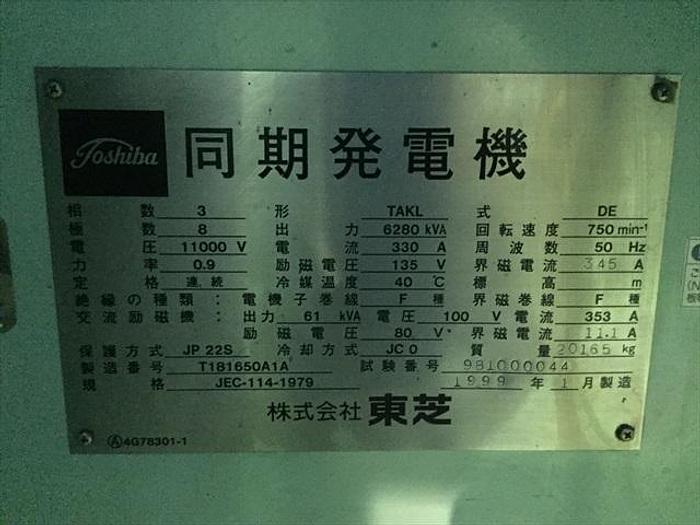 Toshiba 同期発電機
相数 3 形 TAKL 式 DE
極数 8 出力 6280 kVA 回転速度 750 min⁻¹
電圧 11000 V 電流 330 A 周波数 50 Hz
力率 0.9 励磁電圧 135 V 界磁電流 345 A
定格 連続 冷媒温度 40 ℃ 標高 m
絶縁の種類：電機子巻線 F 種 界磁巻線 F 種
交流励磁機：出力 61 kVA 電圧 100 V 電流 353 A
励磁電圧 80 V 界磁電流 11.1 A
保護方式 JP 22S 冷却方式 JC 0 質量 20165 kg
製造番号 T181650A1A 試験番号 981000044
規格 JEC-114-1979 1999 年 1 月製造
株式会社 東芝
Ⓐ4G78301-1